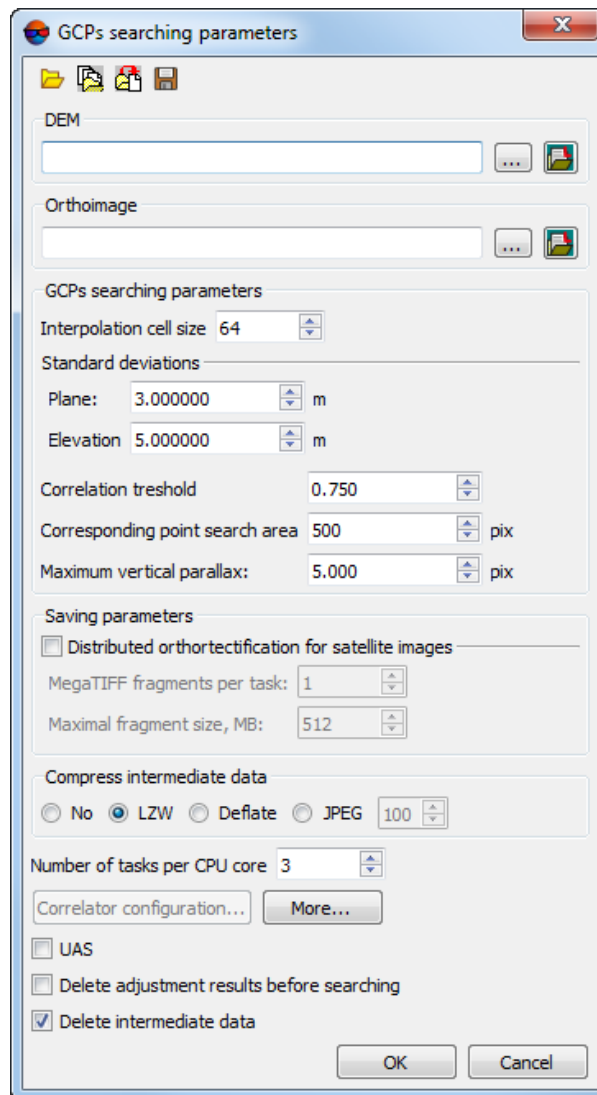 GCPs searching parameters
DEM
...
Orthoimage
...
GCPs searching parameters
Interpolation cell size 64
Standard deviations
Plane: 3.000000 m
Elevation 5.000000 m
Correlation treshold 0.750
Corresponding point search area 500 pix
Maximum vertical parallax: 5.000 pix
Saving parameters
Distributed orthortectification for satellite images
MegaTIFF fragments per task: 1
Maximal fragment size, MB: 512
Compress intermediate data
No LZW Deflate JPEG 100
Number of tasks per CPU core 3
Correlator configuration... More...
UAS
Delete adjustment results before searching
Delete intermediate data
OK Cancel